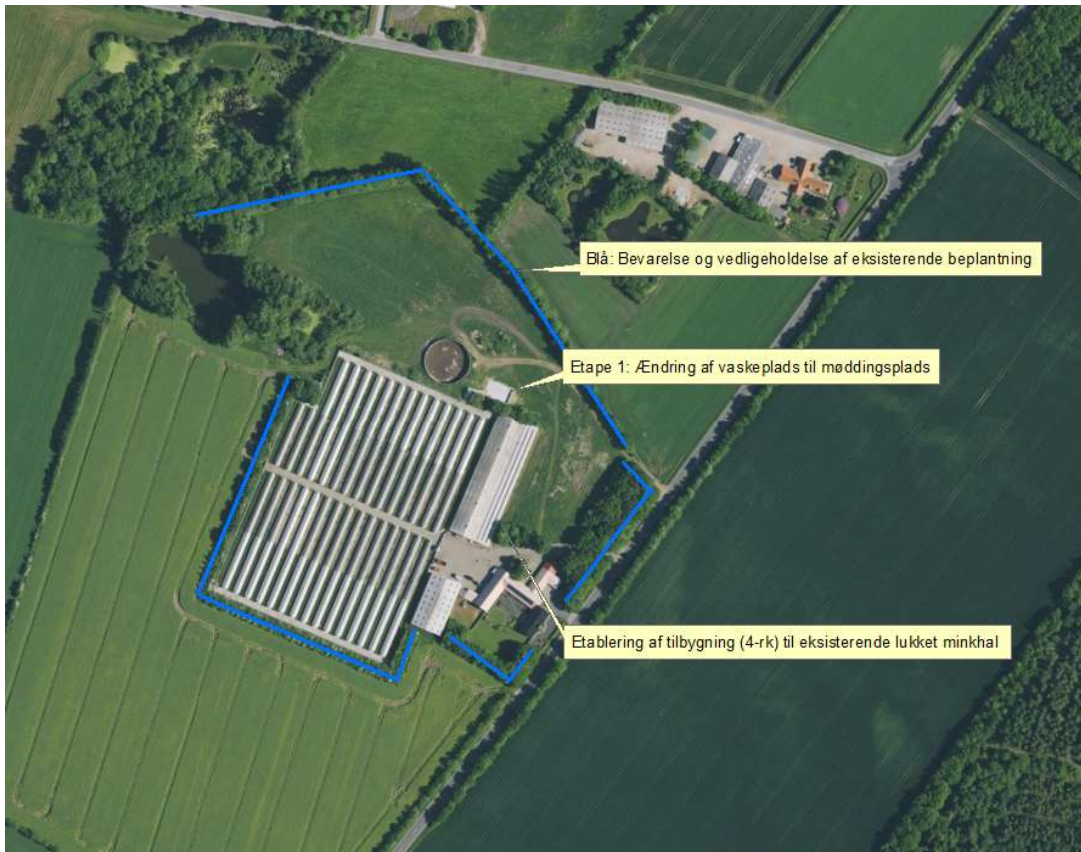 Blå: Bevarelse og vedligeholdelse af eksisterende beplantning
Etape 1: Ændring af vaskeplads til møddingsplads
Etablering af tilbygning (4-rk) til eksisterende lukket minkhal